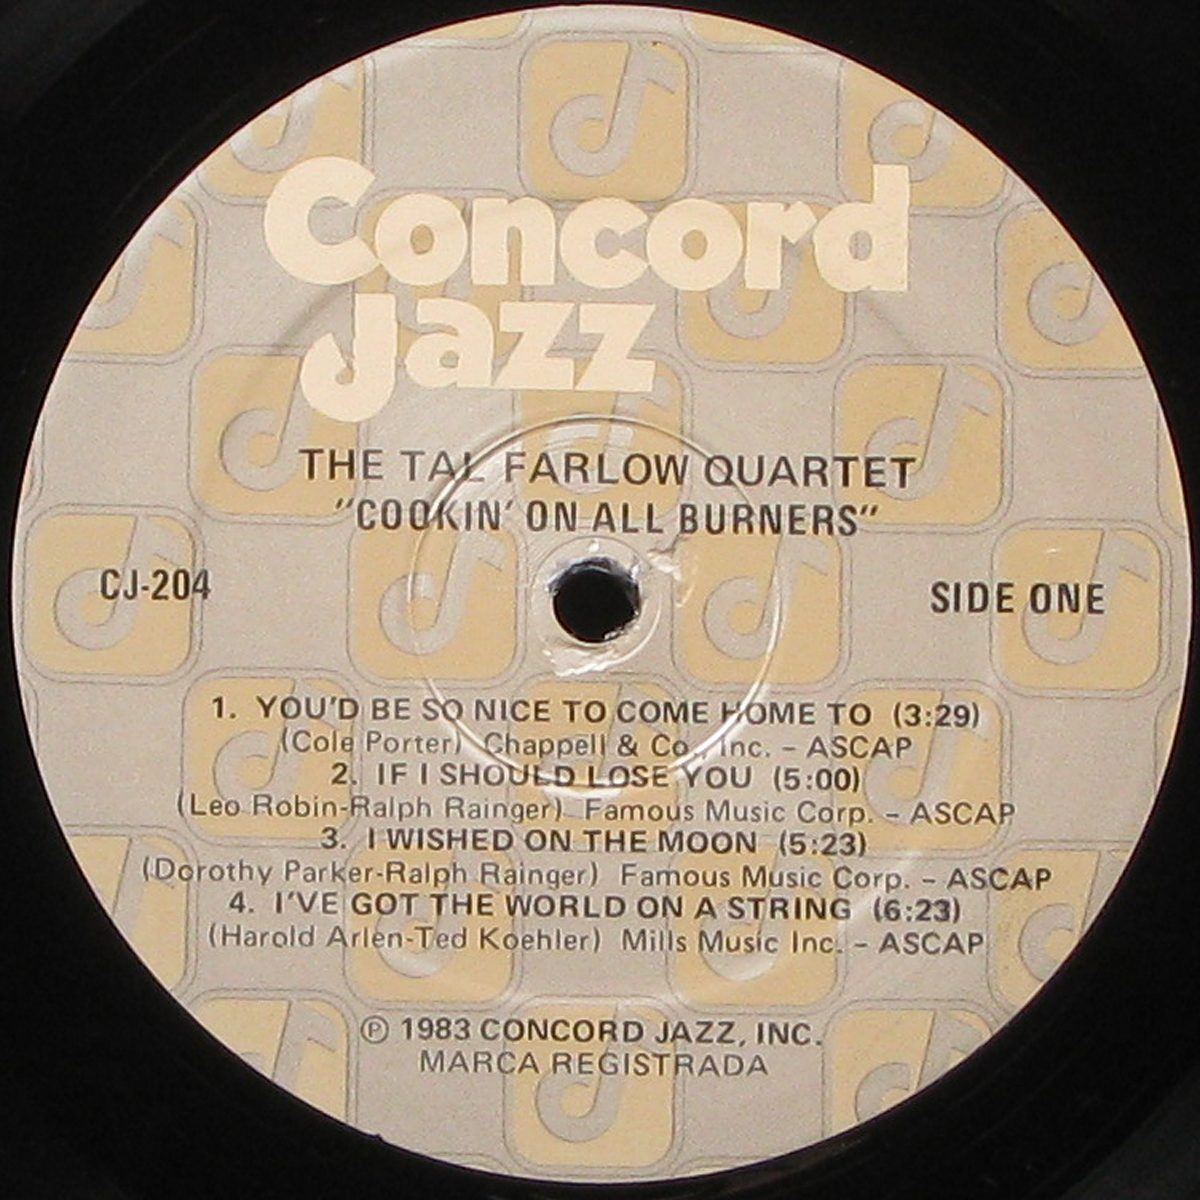 Concord
Jazz
THE TAL FARLOW QUARTET
"COOKIN' ON ALL BURNERS"
CJ-204
SIDE ONE
1. YOU'D BE SO NICE TO COME HOME TO (3:29)
(Cole Porter) Chappell & Co., Inc. – ASCAP
2. IF I SHOULD LOSE YOU (5:00)
(Leo Robin-Ralph Rainger) Famous Music Corp. – ASCAP
3. I WISHED ON THE MOON (5:23)
(Dorothy Parker-Ralph Rainger) Famous Music Corp. – ASCAP
4. I'VE GOT THE WORLD ON A STRING (6:23)
(Harold Arlen-Ted Koehler) Mills Music Inc. – ASCAP
℗ 1983 CONCORD JAZZ, INC.
MARCA REGISTRADA